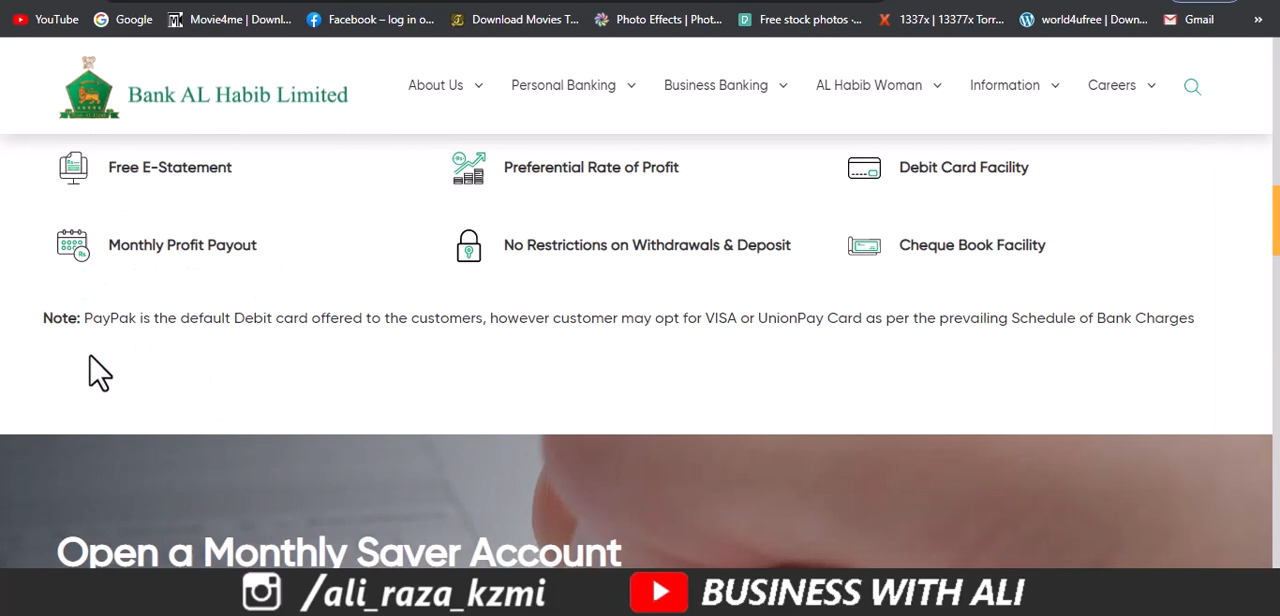 YouTube Google Movie4me | Downl... Facebook – log in o... Download Movies T... Photo Effects | Phot... Free stock photos ·... 1337x | 13377x Torr... world4ufree | Down... Gmail »
Bank AL Habib Limited About Us Personal Banking Business Banking AL Habib Woman Information Careers
Free E-Statement Preferential Rate of Profit Debit Card Facility
Monthly Profit Payout No Restrictions on Withdrawals & Deposit Cheque Book Facility
Note: PayPak is the default Debit card offered to the customers, however customer may opt for VISA or UnionPay Card as per the prevailing Schedule of Bank Charges
Open a Monthly Saver Account
/ali_raza_kzmi BUSINESS WITH ALI